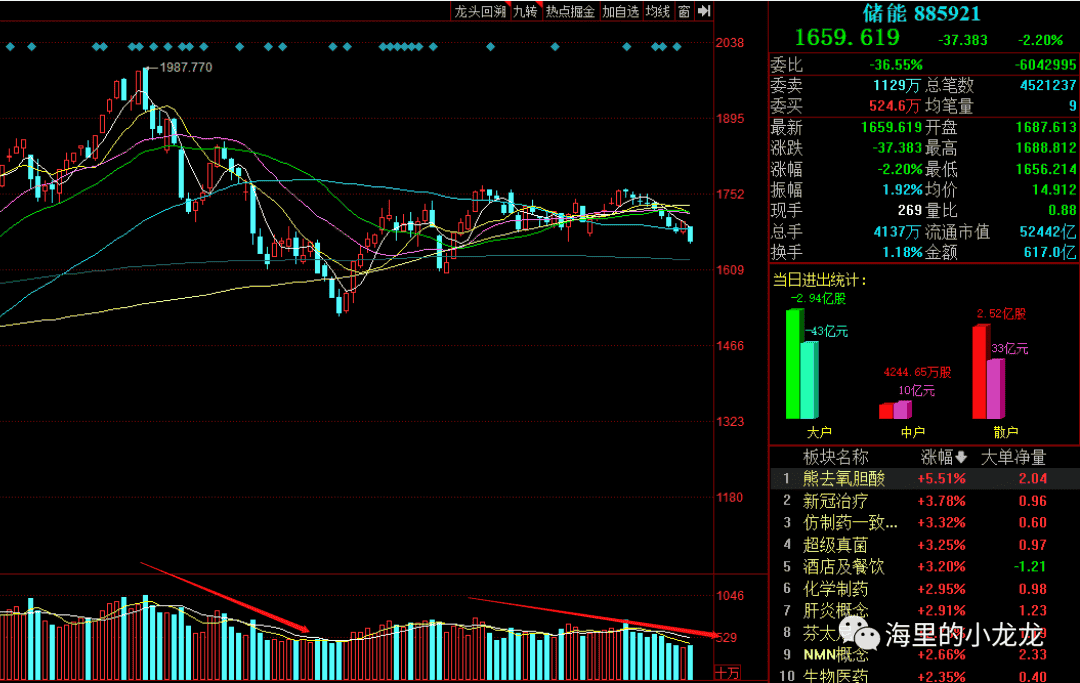 龙头回溯 九转 热点掘金 加自选 均线 窗
2038
1987.770
1895
1752
1609
1466
1323
1180
1046
529
十万
储能 885921
1659.619 -37.383 -2.20%
委比 -36.55% -6042995
委卖 1129万 总笔数 4521237
委买 524.6万 均笔量 9
最新 1659.619 开盘 1687.613
涨跌 -37.383 最高 1688.812
涨幅 -2.20% 最低 1656.214
振幅 1.92% 均价 14.912
现手 269 量比 0.88
总手 4137万 流通市值 52442亿
换手 1.18% 金额 617.0亿
当日进出统计：
-2.94亿股
-43亿元
4244.65万股
10亿元
2.52亿股
33亿元
大户 中户 散户
板块名称 涨幅 大单净量
1 熊去氧胆酸 +5.51% 2.04
2 新冠治疗 +3.78% 0.96
3 仿制药一致... +3.32% 0.60
4 超级真菌 +3.25% 0.97
5 酒店及餐饮 +3.20% -1.21
6 化学制药 +2.95% 0.98
7 肝炎概念 +2.91% 1.23
8 芬太
海里的小龙龙
9 NMN概念 +2.66% 2.33
10 生物医药 +2.35% 0.40